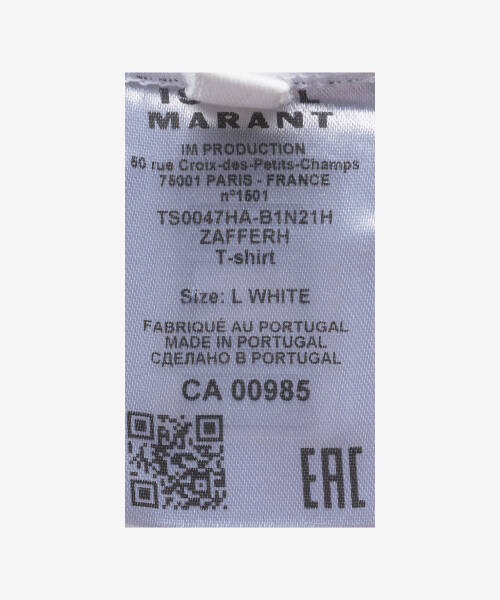 MARANT
IM PRODUCTION
50 rue Croix-des-Petits-Champs
75001 PARIS - FRANCE
n°1501
TS0047HA-B1N21H
ZAFFERH
T-shirt
Size: L WHITE
FABRIQUÉ AU PORTUGAL
MADE IN PORTUGAL
СДЕЛАНО В PORTUGAL
CA 00985
EAC